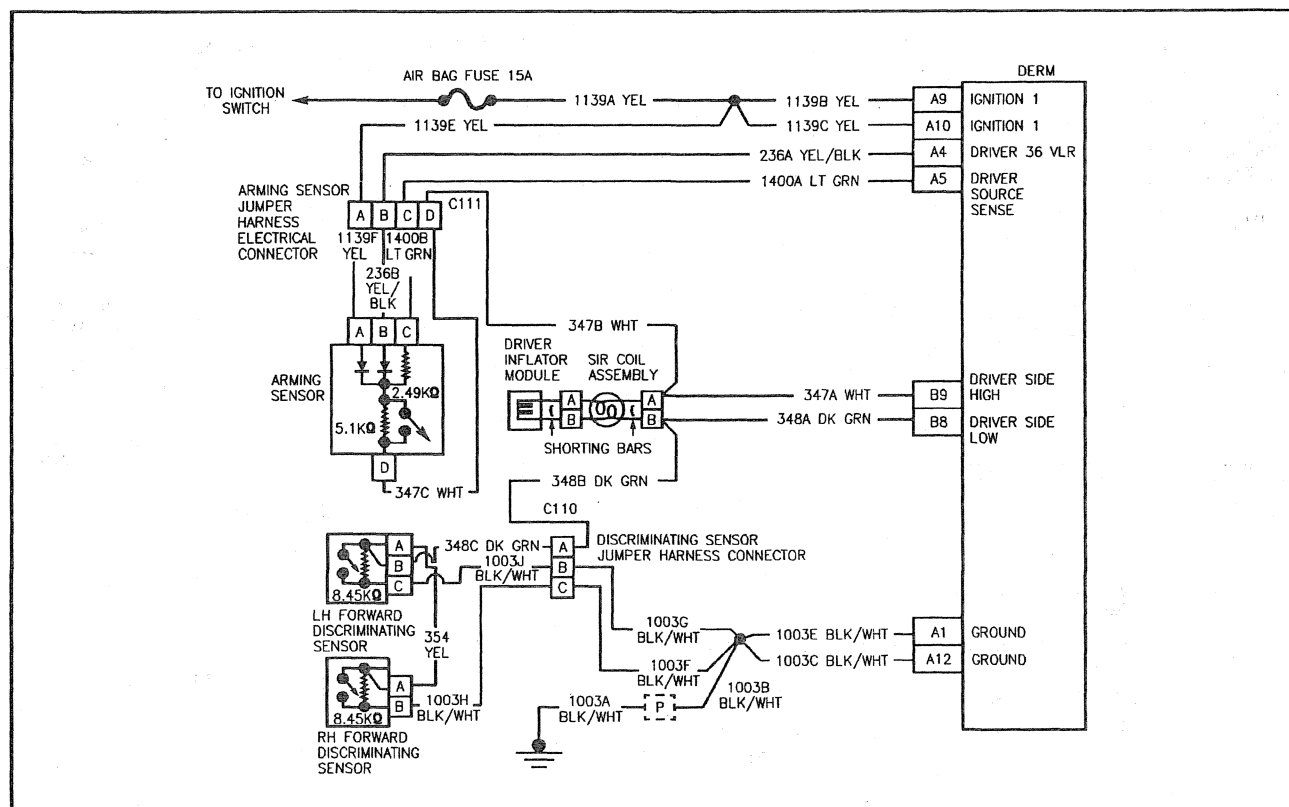 AIR BAG FUSE 15A
DERM
TO IGNITION
SWITCH
1139A YEL
1139B YEL
A9
IGNITION 1
1139E YEL
1139C YEL
A10
IGNITION 1
236A YEL/BLK
A4
DRIVER 36 VLR
1400A LT GRN
A5
DRIVER
SOURCE
SENSE
ARMING SENSOR
JUMPER
HARNESS
ELECTRICAL
CONNECTOR
A B C D
C111
1139F
YEL
1400B
LT GRN
236B
YEL/
BLK
A B C
ARMING
SENSOR
2.49KΩ
5.1KΩ
D
347C WHT
347B WHT
DRIVER
INFLATOR
MODULE
SIR COIL
ASSEMBLY
A
B
A
B
SHORTING BARS
347A WHT
B9
DRIVER SIDE
HIGH
348A DK GRN
B8
DRIVER SIDE
LOW
348B DK GRN
C110
DISCRIMINATING SENSOR
JUMPER HARNESS CONNECTOR
A
B
C
348C DK GRN
1003J
BLK/WHT
A
B
C
8.45KΩ
LH FORWARD
DISCRIMINATING
SENSOR
354
YEL
A
B
8.45KΩ
1003H
BLK/WHT
RH FORWARD
DISCRIMINATING
SENSOR
1003G
BLK/WHT
1003F
BLK/WHT
1003E BLK/WHT
A1
GROUND
1003C BLK/WHT
A12
GROUND
1003B
BLK/WHT
1003A
BLK/WHT
P